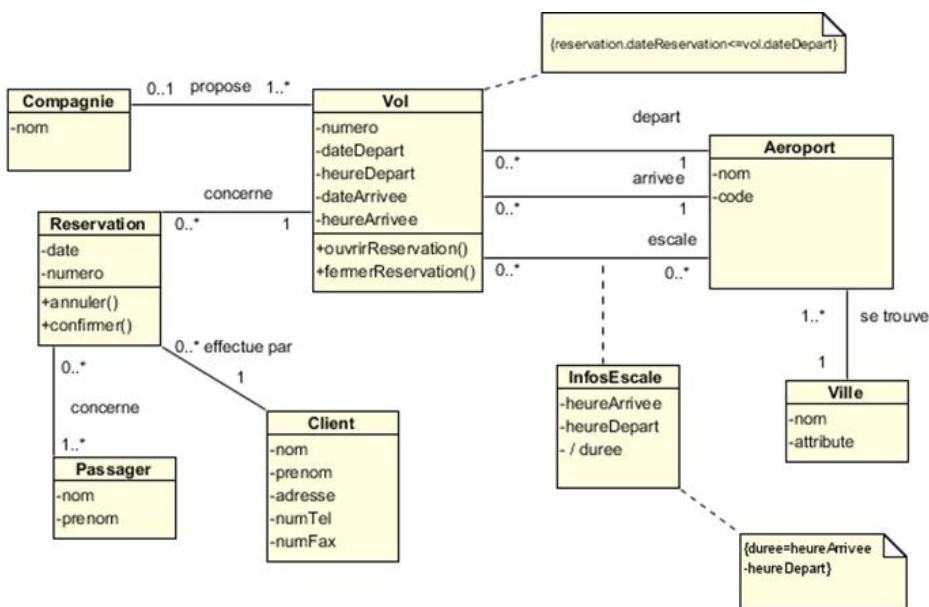 {reservation.dateReservation<=vol.dateDepart}
0..1 propose 1..*
Compagnie
-nom
Vol
-numero
-dateDepart
-heureDepart
-dateArrivee
-heureArrivee
+ouvrirReservation()
+fermerReservation()
depart
0..* 1
arrivee
0..* 1
escale
0..* 0..*
Aeroport
-nom
-code
concerne
0..* 1
Reservation
-date
-numero
+annuler()
+confirmer()
0..* effectue par
1
0..*
concerne
1..*
Passager
-nom
-prenom
Client
-nom
-prenom
-adresse
-numTel
-numFax
InfosEscale
-heureArrivee
-heureDepart
- / duree
1..* se trouve
1
Ville
-nom
-attribute
{duree=heureArrivee
-heureDepart}